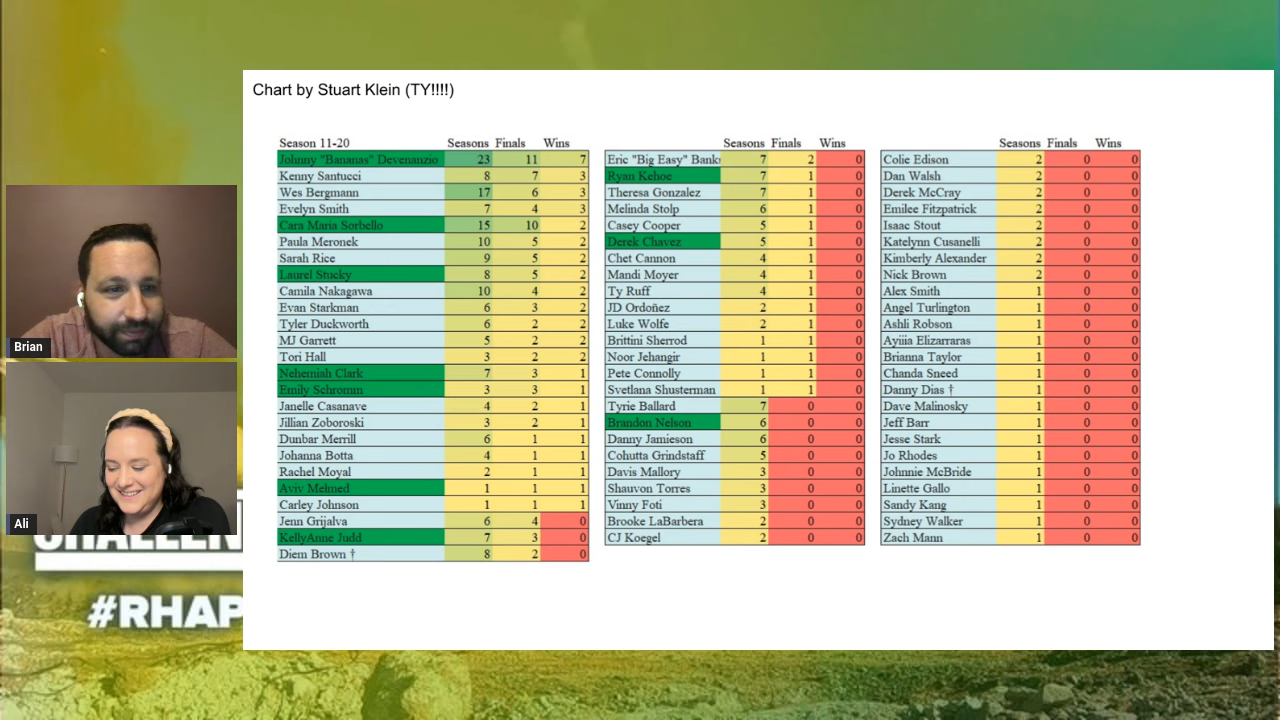 Chart by Stuart Klein (TY!!!!)
Season 11-20 Seasons Finals Wins
Johnny "Bananas" Devenanzio 23 11 7
Kenny Santucci 8 7 3
Wes Bergmann 17 6 3
Evelyn Smith 7 4 3
Cara Maria Sorbello 15 10 2
Paula Meronek 10 5 2
Sarah Rice 9 5 2
Laurel Stucky 8 5 2
Camila Nakagawa 10 4 2
Evan Starkman 6 3 2
Tyler Duckworth 6 2 2
MJ Garrett 5 2 2
Tori Hall 3 2 2
Nehemiah Clark 7 3 1
Emily Schromm 3 3 1
Janelle Casanave 4 2 1
Jillian Zoboroski 3 2 1
Dunbar Merrill 6 1 1
Johanna Botta 4 1 1
Rachel Moyal 2 1 1
Aviv Melmed 1 1 1
Carley Johnson 1 1 1
Jenn Grijalva 6 4 0
KellyAnne Judd 7 3 0
Diem Brown † 8 2 0
Seasons Finals Wins
Eric "Big Easy" Banks 7 2 0
Ryan Kehoe 7 1 0
Theresa Gonzalez 7 1 0
Melinda Stolp 6 1 0
Casey Cooper 5 1 0
Derek Chavez 5 1 0
Chet Cannon 4 1 0
Mandi Moyer 4 1 0
Ty Ruff 4 1 0
JD Ordoñez 2 1 0
Luke Wolfe 2 1 0
Brittini Sherrod 1 1 0
Noor Jehangir 1 1 0
Pete Connolly 1 1 0
Svetlana Shusterman 1 1 0
Tyrie Ballard 7 0 0
Brandon Nelson 6 0 0
Danny Jamieson 6 0 0
Cohutta Grindstaff 5 0 0
Davis Mallory 3 0 0
Shauvon Torres 3 0 0
Vinny Foti 3 0 0
Brooke LaBarbera 2 0 0
CJ Koegel 2 0 0
Seasons Finals Wins
Colie Edison 2 0 0
Dan Walsh 2 0 0
Derek McCray 2 0 0
Emilee Fitzpatrick 2 0 0
Isaac Stout 2 0 0
Katelynn Cusanelli 2 0 0
Kimberly Alexander 2 0 0
Nick Brown 2 0 0
Alex Smith 1 0 0
Angel Turlington 1 0 0
Ashli Robson 1 0 0
Ayiiia Elizarraras 1 0 0
Brianna Taylor 1 0 0
Chanda Sneed 1 0 0
Danny Dias † 1 0 0
Dave Malinosky 1 0 0
Jeff Barr 1 0 0
Jesse Stark 1 0 0
Jo Rhodes 1 0 0
Johnnie McBride 1 0 0
Linette Gallo 1 0 0
Sandy Kang 1 0 0
Sydney Walker 1 0 0
Zach Mann 1 0 0
Brian
Ali
#RHAP